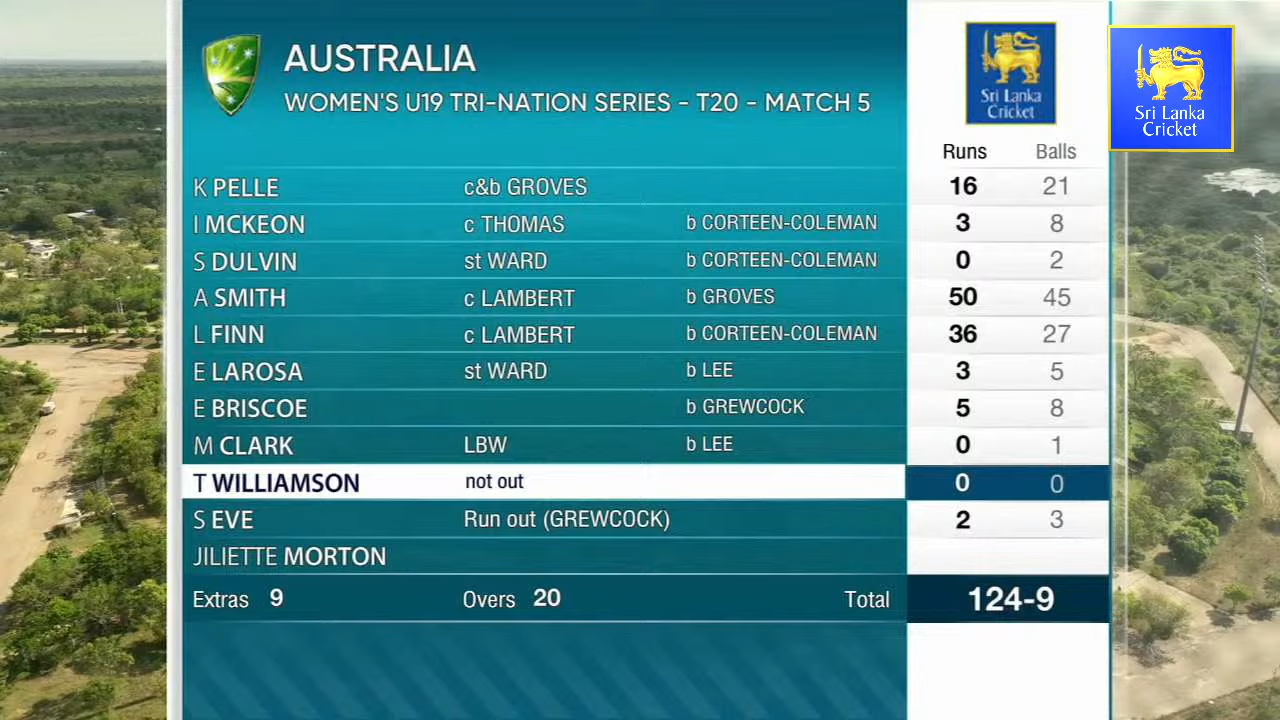 AUSTRALIA
WOMEN'S U19 TRI-NATION SERIES - T20 - MATCH 5
Sri Lanka
Cricket
Sri Lanka
Cricket
Runs Balls
K PELLE c&b GROVES 16 21
I MCKEON c THOMAS b CORTEEN-COLEMAN 3 8
S DULVIN st WARD b CORTEEN-COLEMAN 0 2
A SMITH c LAMBERT b GROVES 50 45
L FINN c LAMBERT b CORTEEN-COLEMAN 36 27
E LAROSA st WARD b LEE 3 5
E BRISCOE b GREWCOCK 5 8
M CLARK LBW b LEE 0 1
T WILLIAMSON not out 0 0
S EVE Run out (GREWCOCK) 2 3
JILIETTE MORTON
Extras 9 Overs 20 Total 124-9